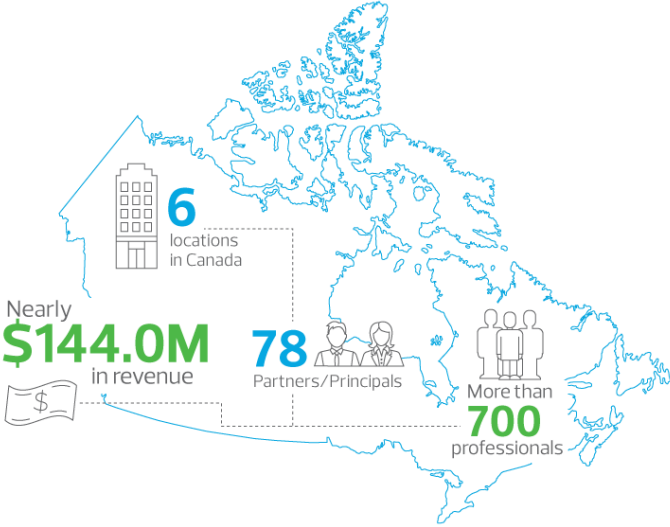 6
locations
in Canada
Nearly
$144.0M
in revenue
$
78
Partners/Principals
More than
700
professionals